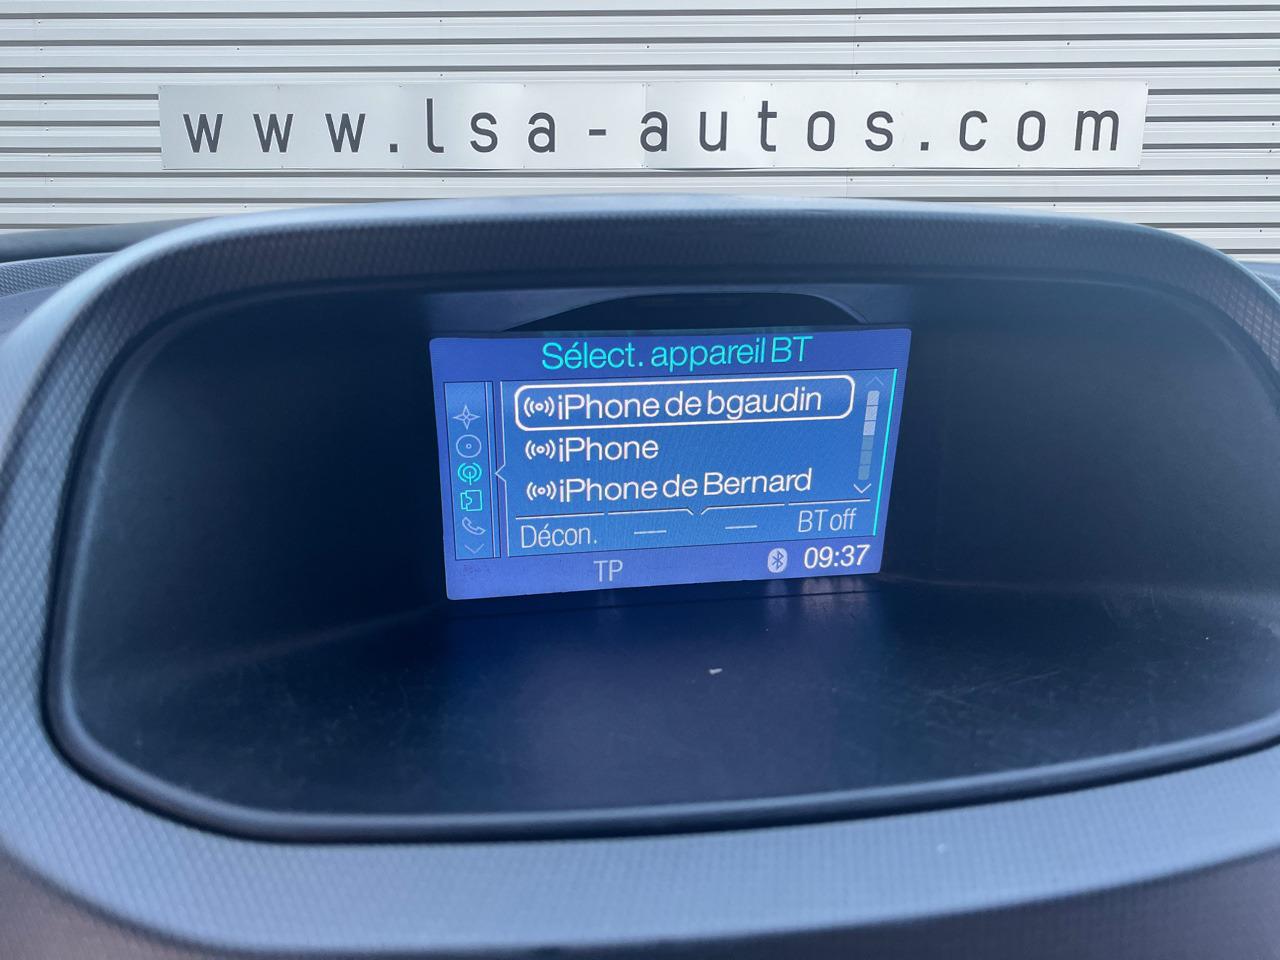 www.lsa-autos.com
Sélect. appareil BT
iPhone de bgaudin
iPhone
iPhone de Bernard
Décon. BT off
TP 09:37